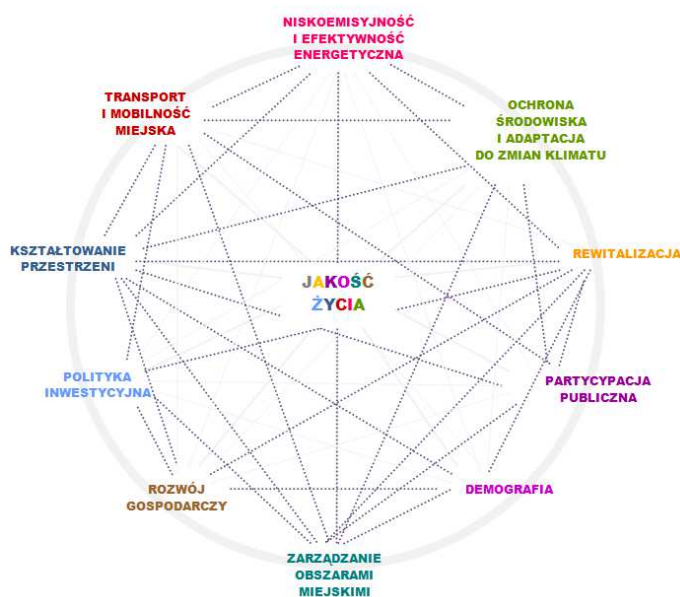 NISKOEMISYJNOŚĆ
I EFEKTYWNOŚĆ
ENERGETYCZNA
TRANSPORT
I MOBILNOŚĆ
MIEJSKA
OCHRONA
ŚRODOWISKA
I ADAPTACJA
DO ZMIAN KLIMATU
KSZTAŁTOWANIE
PRZESTRZENI
REWITALIZACJA
JAKOŚĆ
ŻYCIA
POLITYKA
INWESTYCYJNA
PARTYCYPACJA
PUBLICZNA
ROZWÓJ
GOSPODARCZY
DEMOGRAFIA
ZARZĄDZANIE
OBSZARAMI
MIEJSKIMI